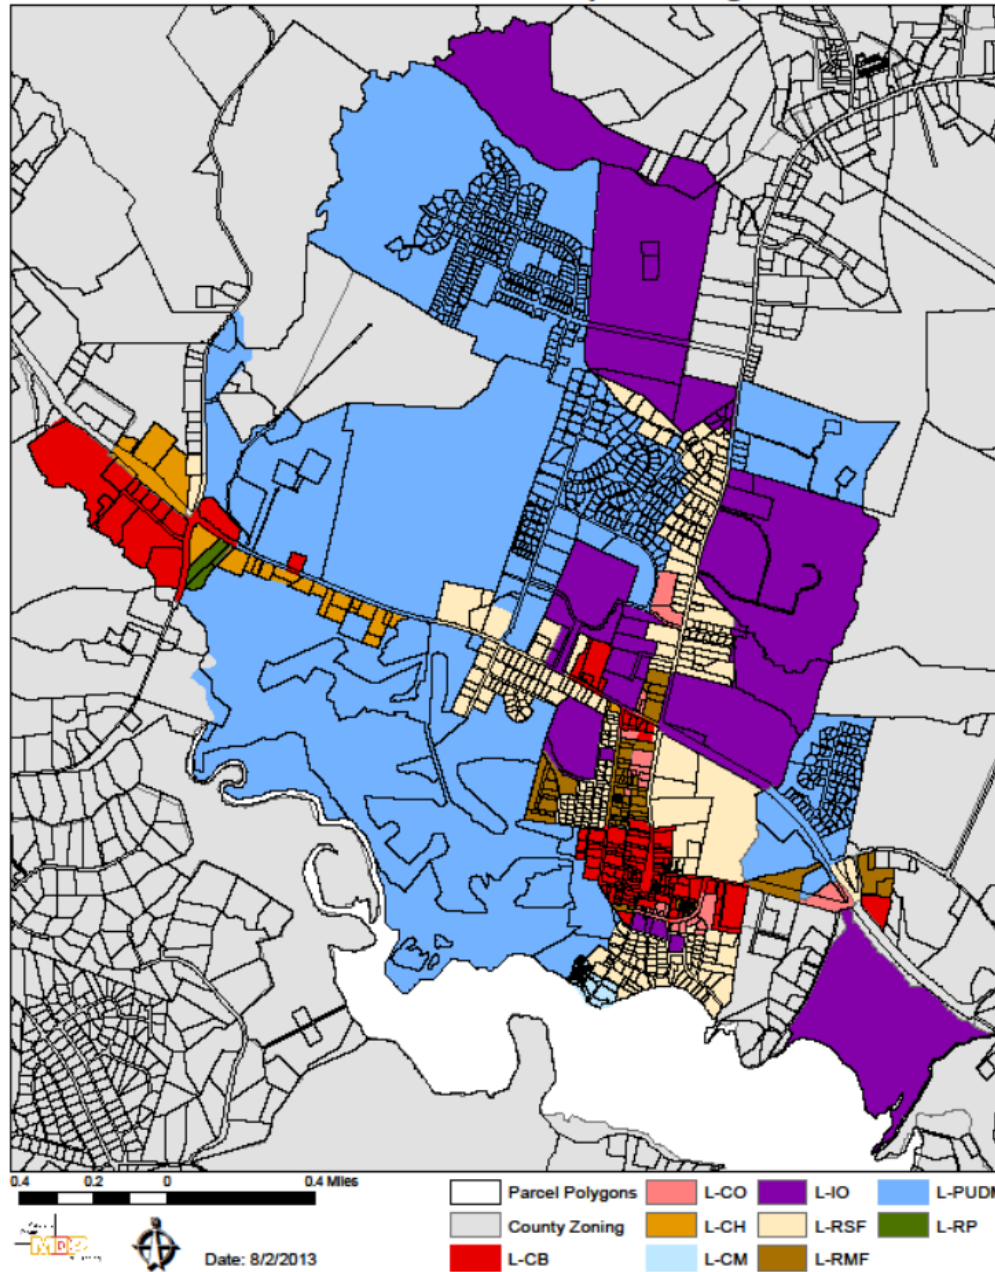 0.4 0.2 0 0.4 Miles
Parcel Polygons L-CO L-IO L-PUDM
County Zoning L-CH L-RSF L-RP
L-CB L-CM L-RMF
Date: 8/2/2013